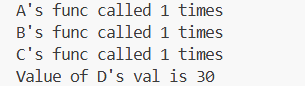 A's func called 1 times
B's func called 1 times
C's func called 1 times
Value of D's val is 30